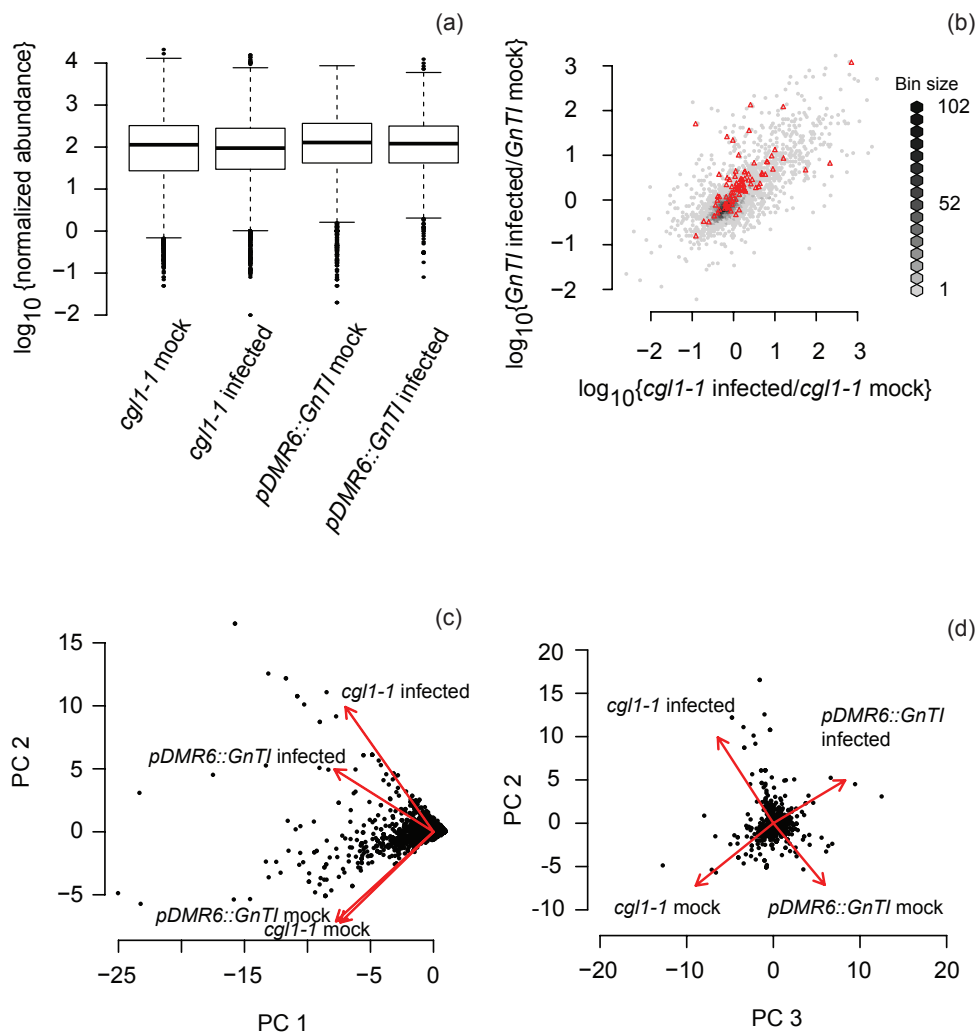 (a)
log10{normalized abundance}
4
3
2
1
0
−1
−2
cgl1-1 mock
cgl1-1 infected
pDMR6::GnTI mock
pDMR6::GnTI infected
(b)
log10{GnTI infected/GnTI mock}
3
2
1
0
−1
−2
−2 −1 0 1 2 3
log10{cgl1-1 infected/cgl1-1 mock}
Bin size
102
52
1
(c)
PC 2
15
10
5
0
−5
cgl1-1 infected
pDMR6::GnTI infected
pDMR6::GnTI mock
cgl1-1 mock
−25 −15 −5 0
PC 1
(d)
PC 2
20
15
10
5
0
-5
-10
cgl1-1 infected
pDMR6::GnTI
infected
cgl1-1 mock
pDMR6::GnTI mock
−20 −10 0 10 20
PC 3